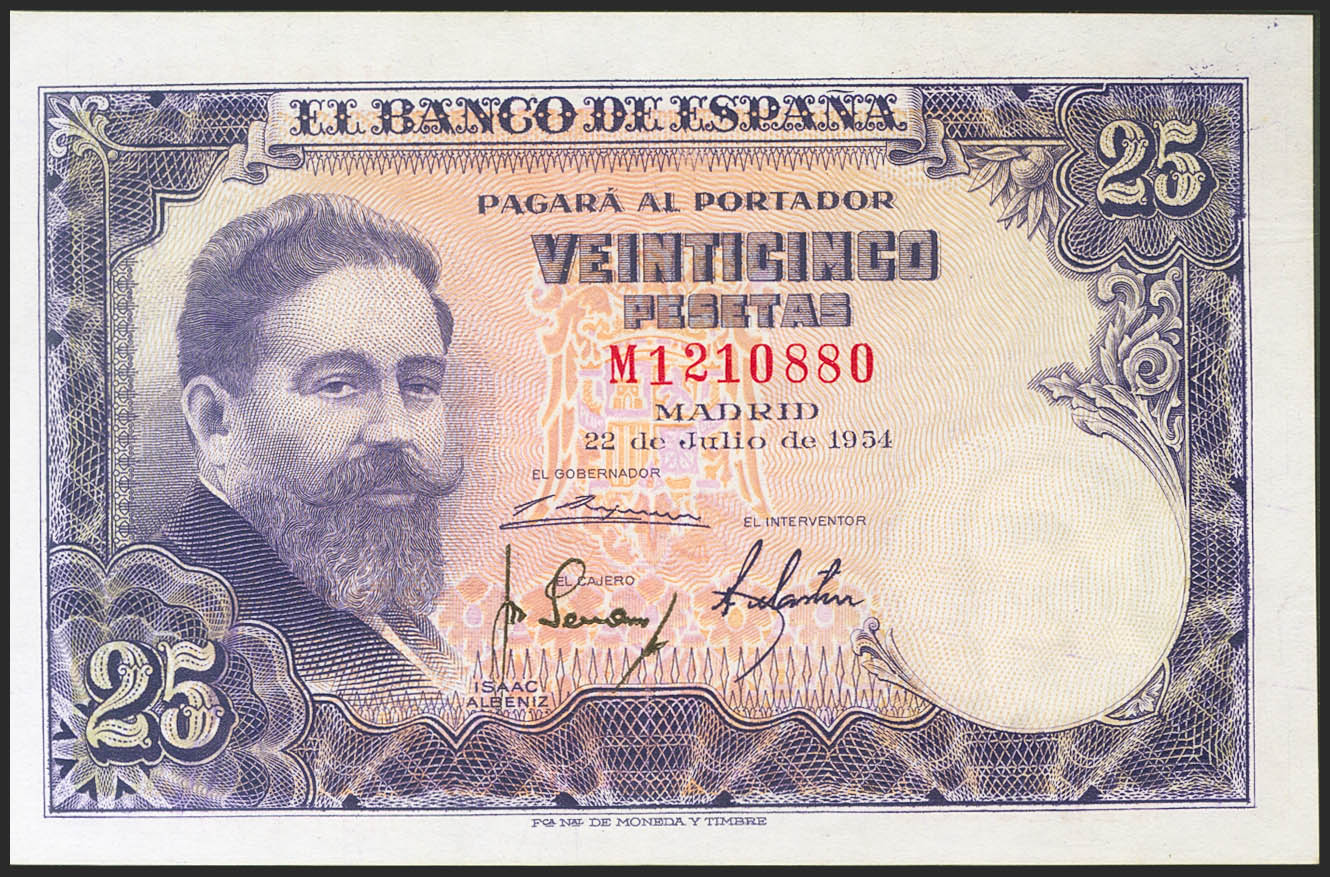 EL BANCO DE ESPAÑA
25
PAGARÁ AL PORTADOR
VEINTICINCO
PESETAS
M1210880
MADRID
22 de Julio de 1954
EL GOBERNADOR
EL INTERVENTOR
EL CAJERO
ISAAC
ALBENIZ
25
Fca Nal DE MONEDA Y TIMBRE